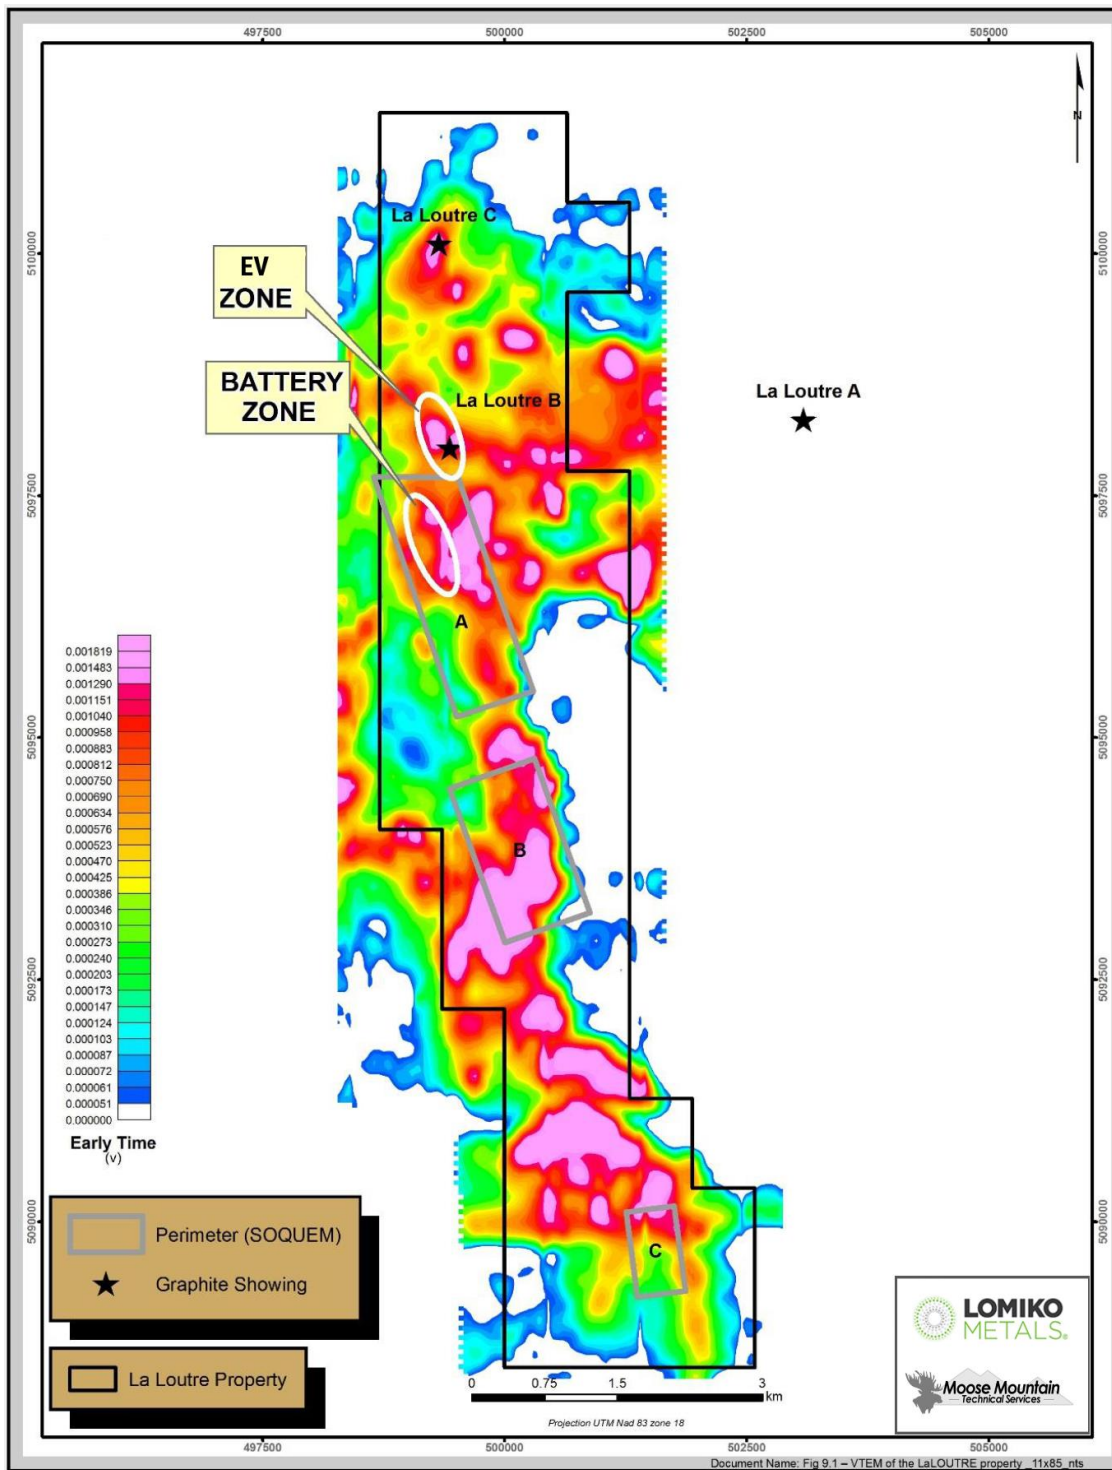 497500
500000
502500
505000
N
La Loutre C
5100000
5100000
EV
ZONE
BATTERY
ZONE
La Loutre B
La Loutre A
5097500
5097500
A
0.001819
0.001483
0.001290
0.001151
0.001040
0.000958
0.000883
0.000812
0.000750
0.000690
0.000634
0.000576
0.000523
0.000470
0.000425
0.000386
0.000346
0.000310
0.000273
0.000240
0.000203
0.000173
0.000147
0.000124
0.000103
0.000087
0.000072
0.000061
0.000051
0.000000
Early Time
(v)
5095000
5095000
B
5092500
5092500
5090000
5090000
C
Perimeter (SOQUEM)
Graphite Showing
La Loutre Property
0 0.75 1.5 3
km
Projection UTM Nad 83 zone 18
LOMIKO
METALS®
Moose Mountain
Technical Services
497500
500000
502500
505000
Document Name: Fig 9.1 – VTEM of the LaLOUTRE property _11x85_nts